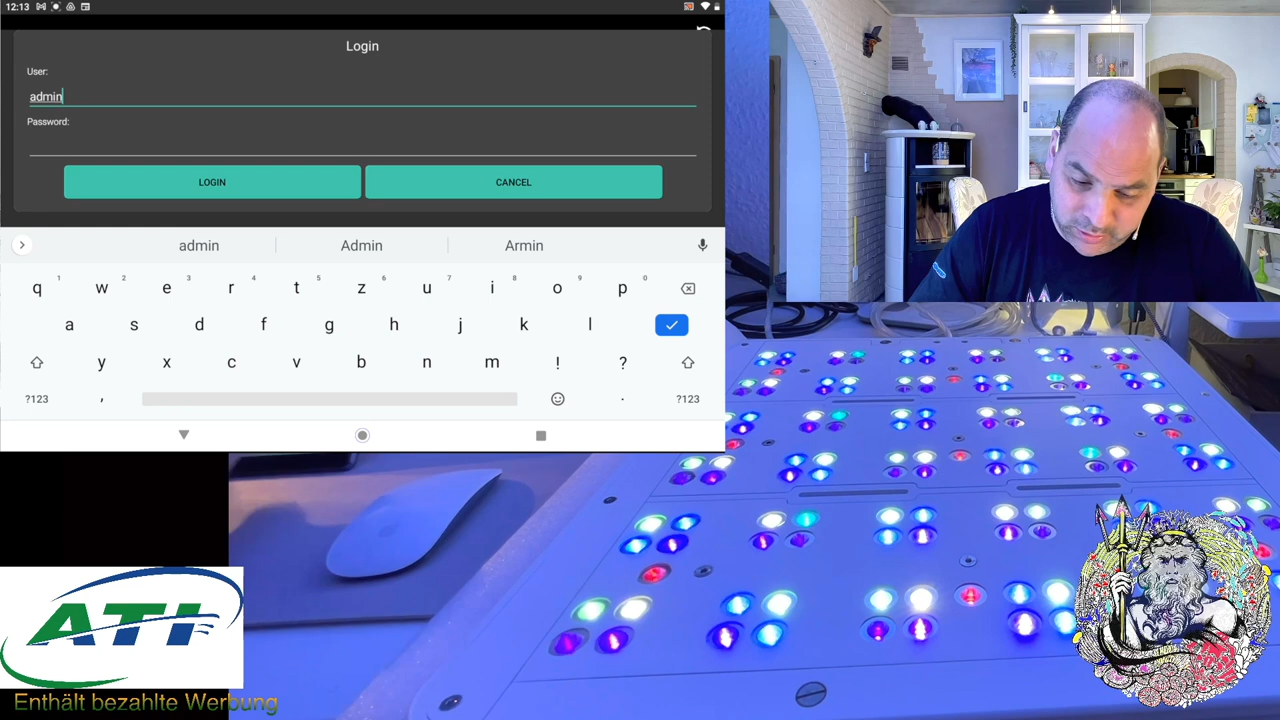 12:13
Login
User:
admin
Password:
LOGIN CANCEL
admin Admin Armin
1 2 3 4 5 6 7 8 9 0
q w e r t z u i o p
a s d f g h j k l
y x c v b n m ! ?
?123 , . ?123
ATI
Enthält bezahlte Werbung